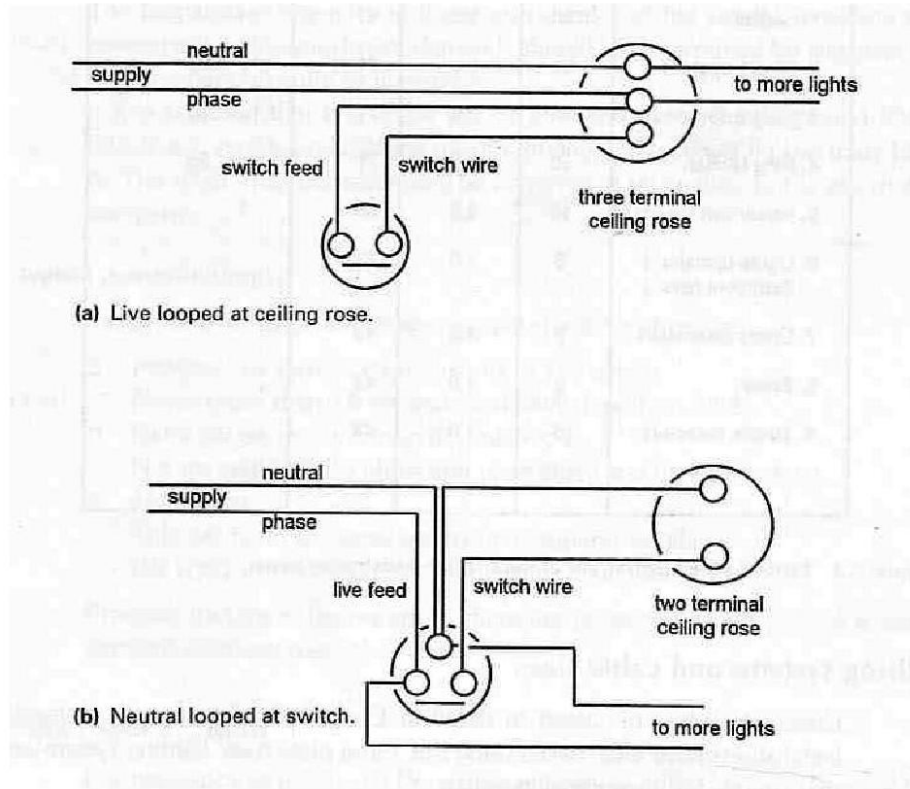 neutral
supply
phase
to more lights
switch feed
switch wire
three terminal
ceiling rose
(a) Live looped at ceiling rose.
neutral
supply
phase
live feed
switch wire
two terminal
ceiling rose
(b) Neutral looped at switch.
to more lights